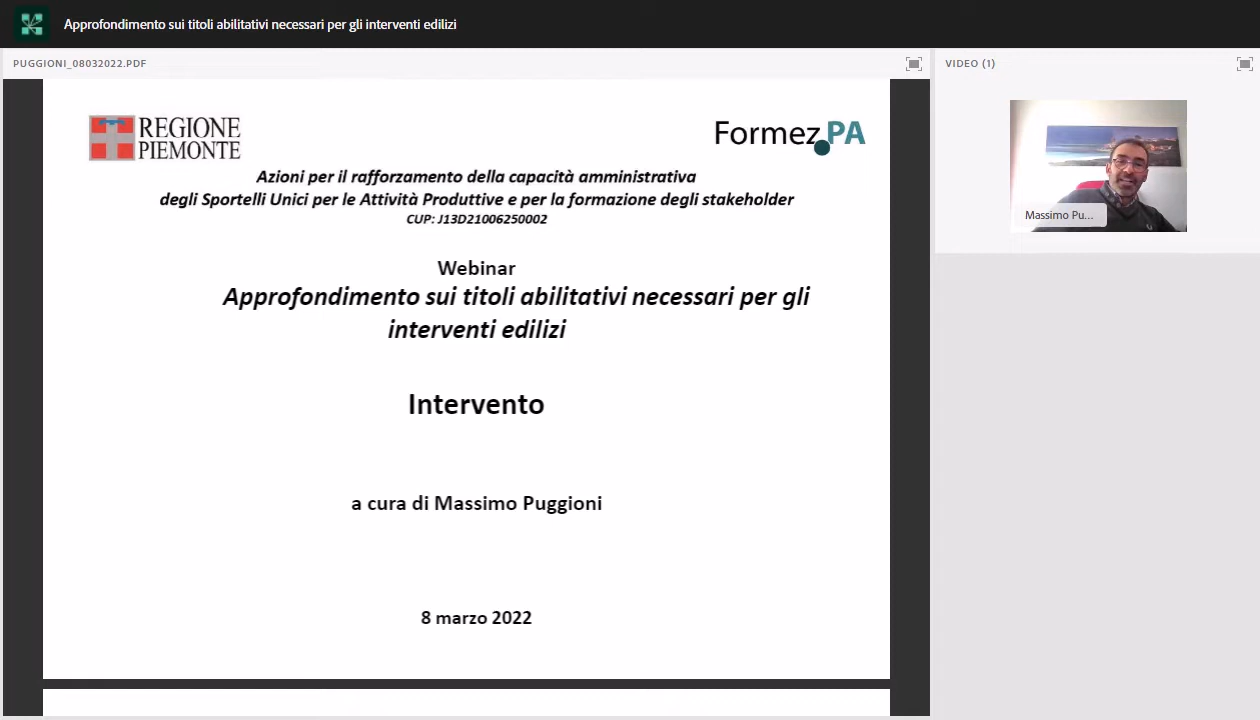 Approfondimento sui titoli abilitativi necessari per gli interventi edilizi
PUGGIONI_08032022.PDF
VIDEO (1)
REGIONE
PIEMONTE
Formez PA
Azioni per il rafforzamento della capacità amministrativa
degli Sportelli Unici per le Attività Produttive e per la formazione degli stakeholder
CUP: J13D21006250002
Webinar
Approfondimento sui titoli abilitativi necessari per gli
interventi edilizi
Intervento
a cura di Massimo Puggioni
8 marzo 2022
Massimo Pu...